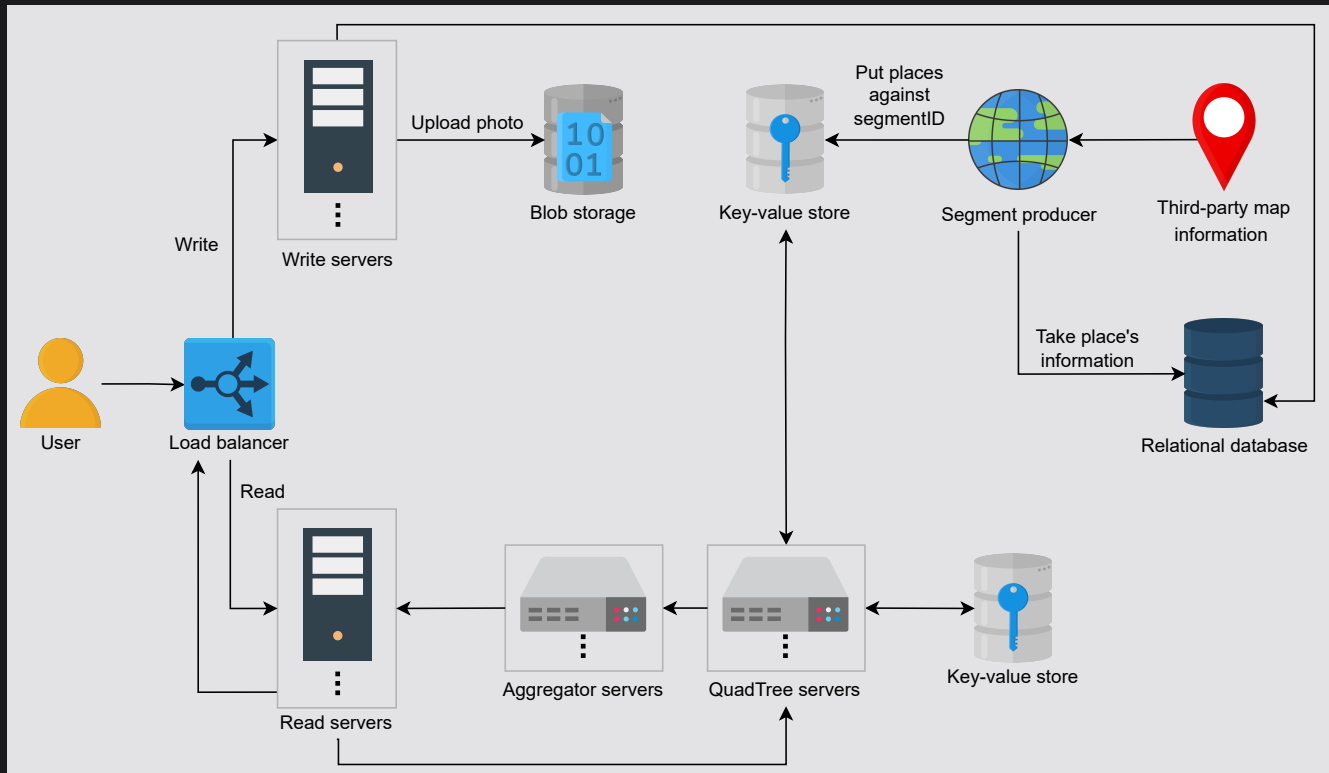 Put places
against
segmentID
Upload photo
10
01
Blob storage
Key-value store
Segment producer
Third-party map
information
Write
Write servers
Take place's
information
User
Load balancer
Relational database
Read
Read servers
Aggregator servers
QuadTree servers
Key-value store